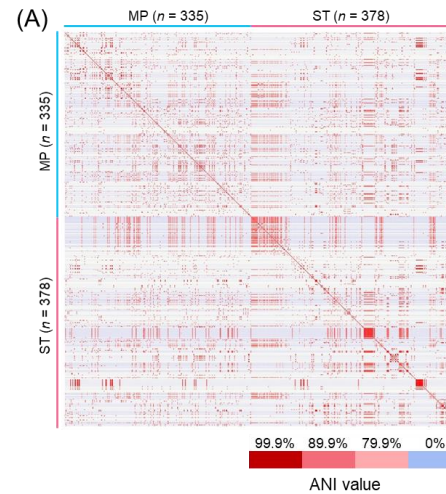 (A)
MP (n = 335)
ST (n = 378)
MP (n = 335)
ST (n = 378)
99.9%
89.9%
79.9%
0%
ANI value